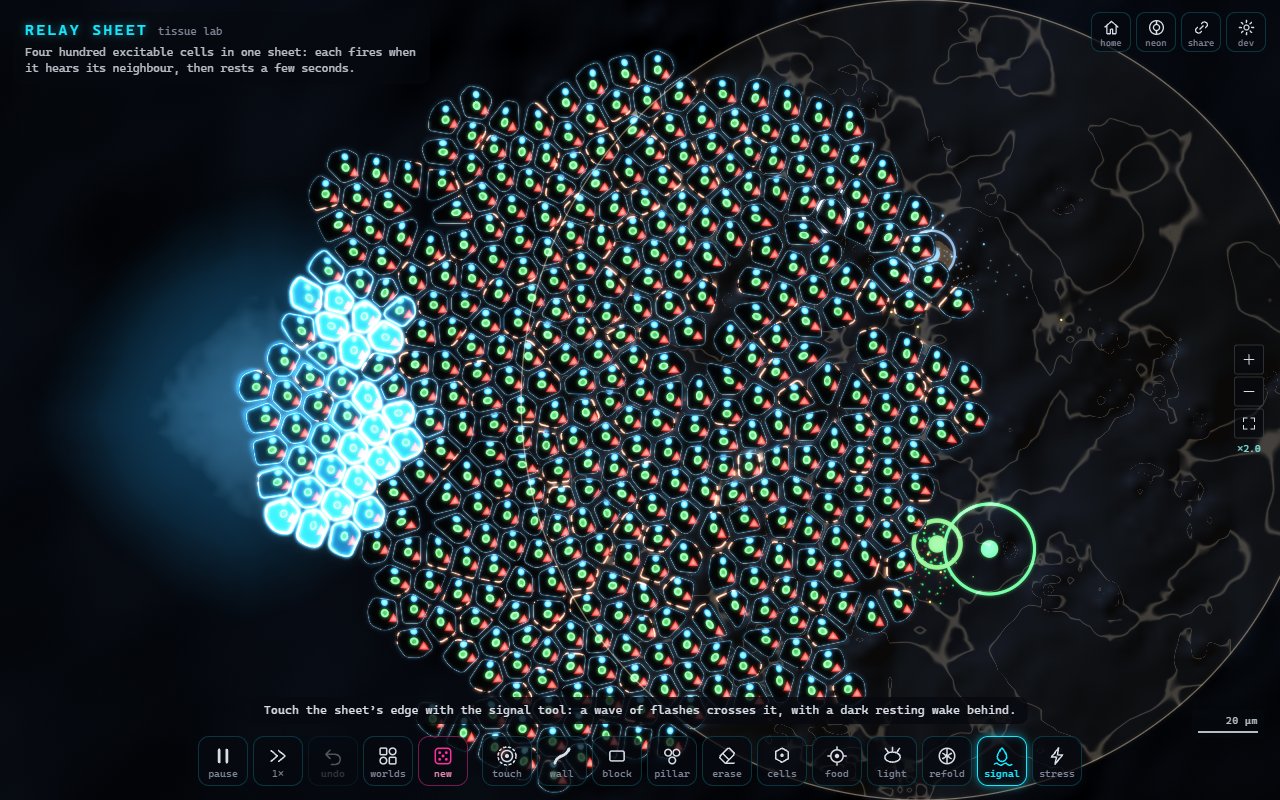 RELAY SHEET tissue lab
Four hundred excitable cells in one sheet: each fires when
it hears its neighbour, then rests a few seconds.
home neon share dev
×2.0
Touch the sheet's edge with the signal tool: a wave of flashes crosses it, with a dark resting wake behind.
20 µm
pause 1× undo worlds new touch wall block pillar erase cells food light refold signal stress